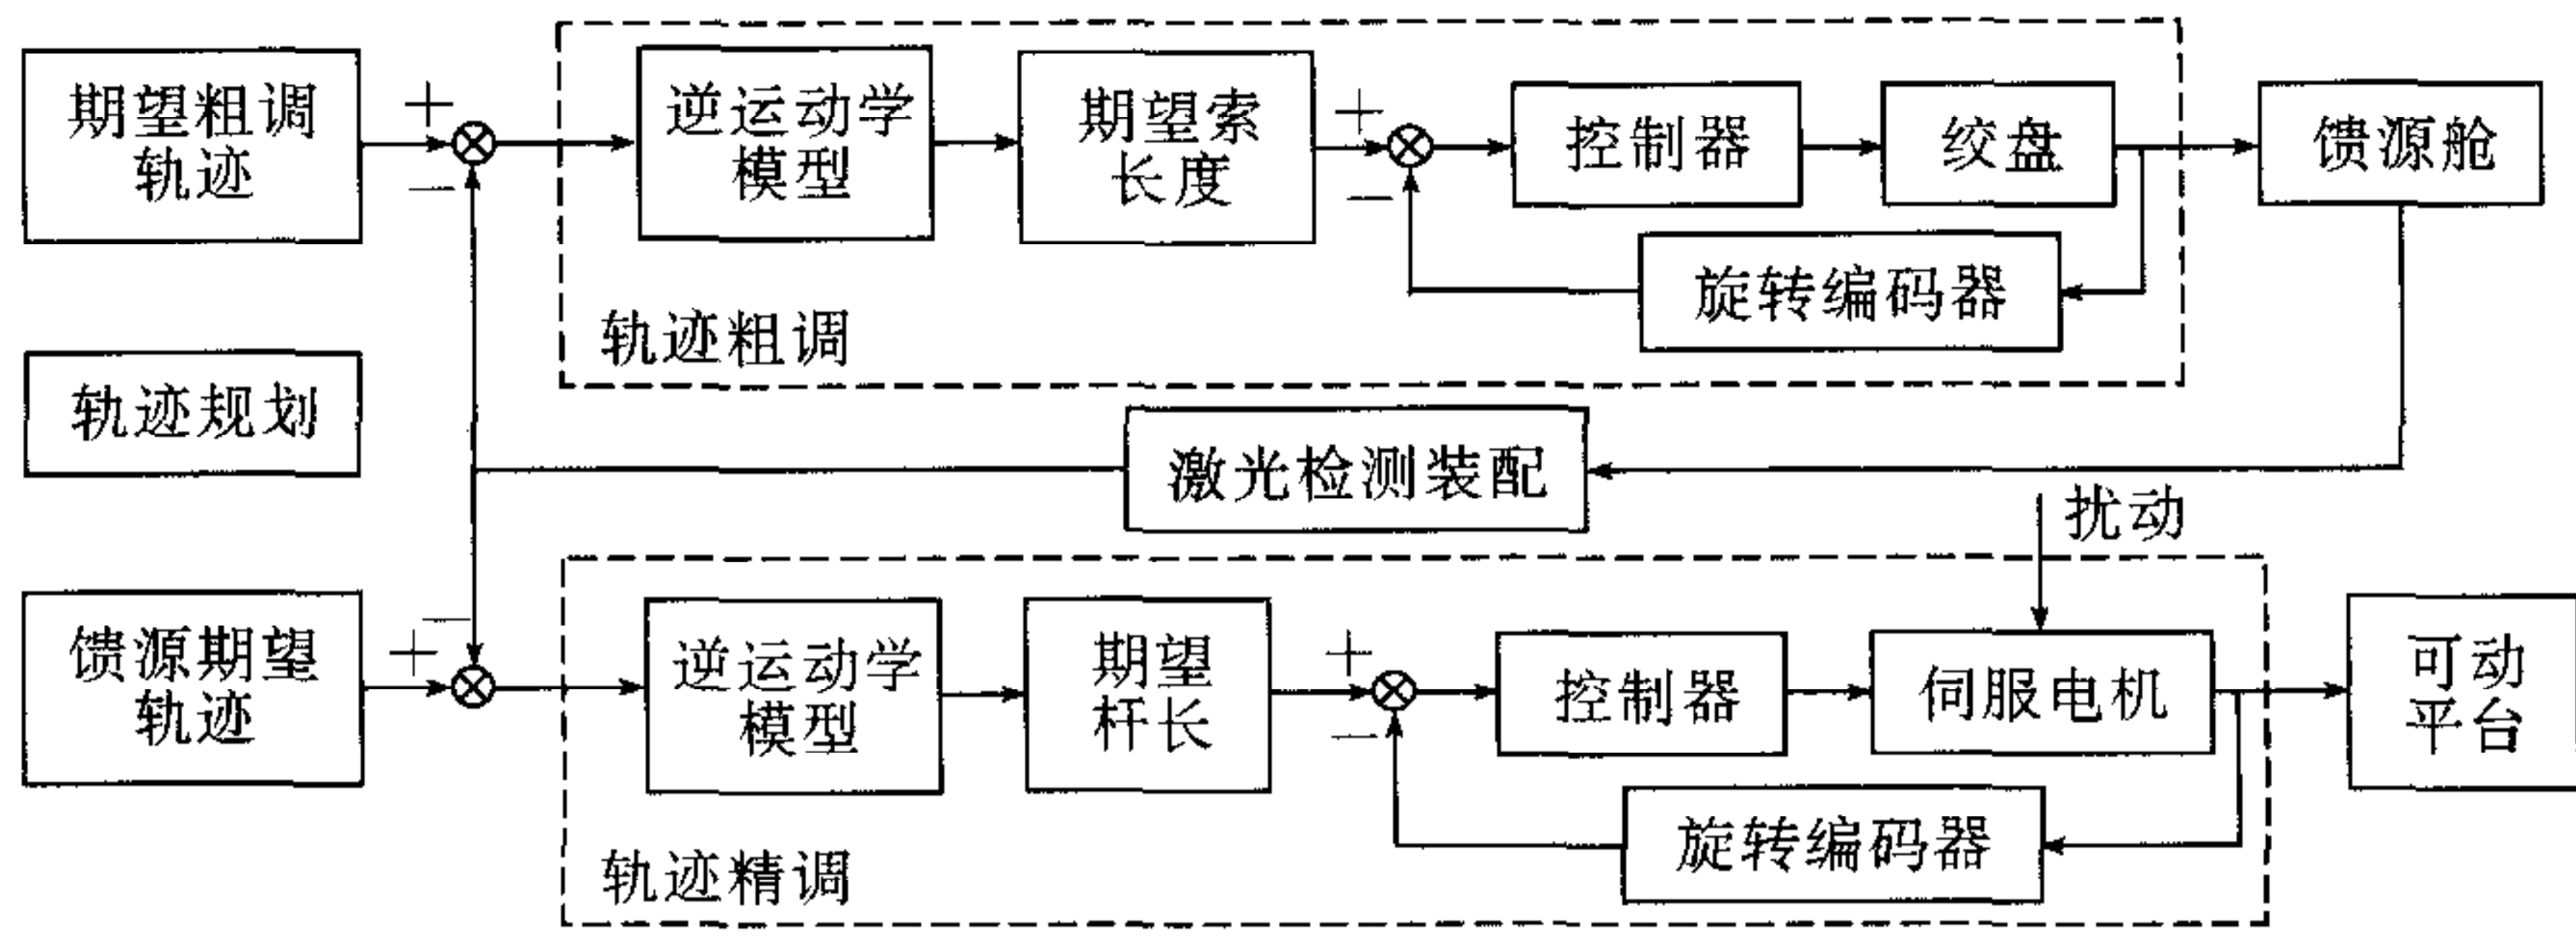 期望粗调
轨迹
+
−
逆运动学
模型
期望索
长度
+
−
控制器
绞盘
馈源舱
旋转编码器
轨迹粗调
轨迹规划
激光检测装配
扰动
馈源期望
轨迹
+
−
逆运动学
模型
期望
杆长
+
−
控制器
伺服电机
可动
平台
旋转编码器
轨迹精调